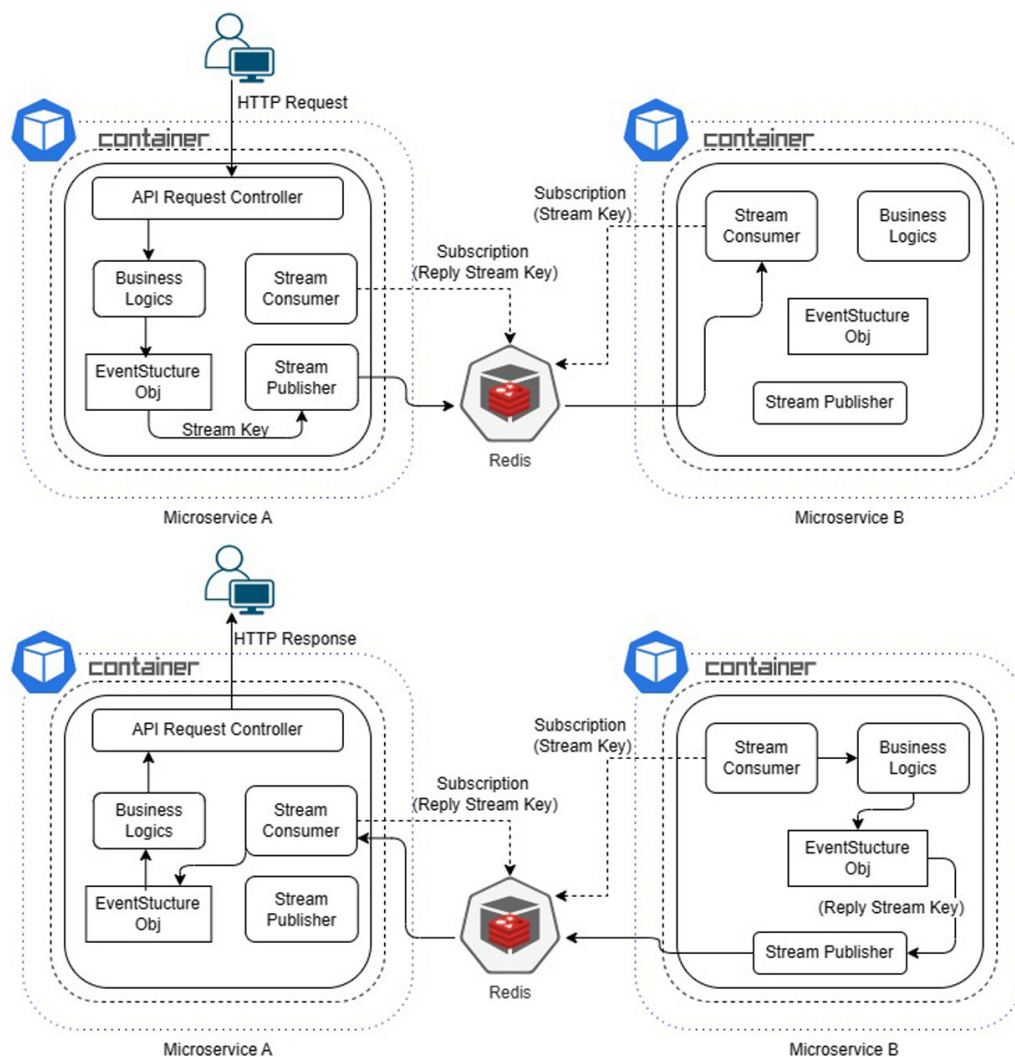 HTTP Request
container
container
API Request Controller
Subscription
(Stream Key)
Stream
Consumer
Business
Logics
Business
Logics
Stream
Consumer
Subscription
(Reply Stream Key)
EventStucture
Obj
EventStucture
Obj
Stream
Publisher
Stream Publisher
Stream Key
Redis
Microservice A
Microservice B
HTTP Response
container
container
API Request Controller
Subscription
(Stream Key)
Stream
Consumer
Business
Logics
Business
Logics
Stream
Consumer
Subscription
(Reply Stream Key)
EventStucture
Obj
EventStucture
Obj
Stream
Publisher
(Reply Stream Key)
Stream Publisher
Redis
Microservice A
Microservice B